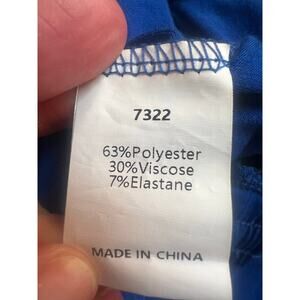 7322
63%Polyester
30%Viscose
7%Elastane
MADE IN CHINA